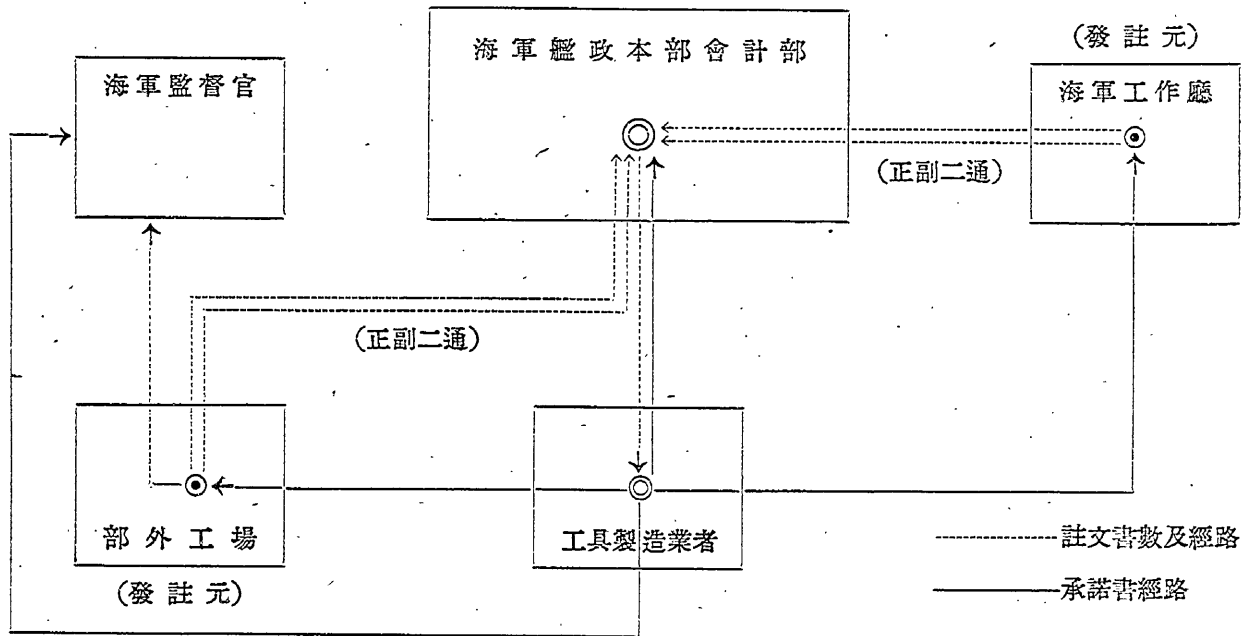 海軍艦政本部會計部
(發註元)
海軍監督官
海軍工作廳
(正副二通)
(正副二通)
部外工場
(發註元)
工具製造業者
註文書數及經路
承諾書經路